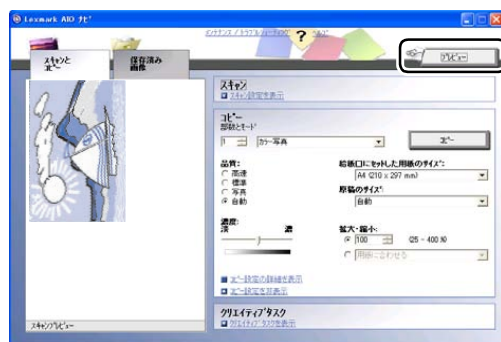 Lexmark AIO ナビ
メンテナンス / トラブルシューティング
ヘルプ
プレビュー
スキャンと
コピー
保存済み
画像
スキャン
スキャン設定を表示
コピー
部数とモード
1
カラー写真
コピー
品質:
高速
標準
写真
自動
給紙口にセットした用紙のサイズ:
A4 (210 x 297 mm)
原稿のサイズ:
自動
濃度:
淡 濃
拡大・縮小:
100 (25 - 400 %)
用紙に合わせる
コピー設定の詳細を表示
コピー設定を非表示
クリエイティブタスク
クリエイティブタスクを表示
スキャンプレビュー